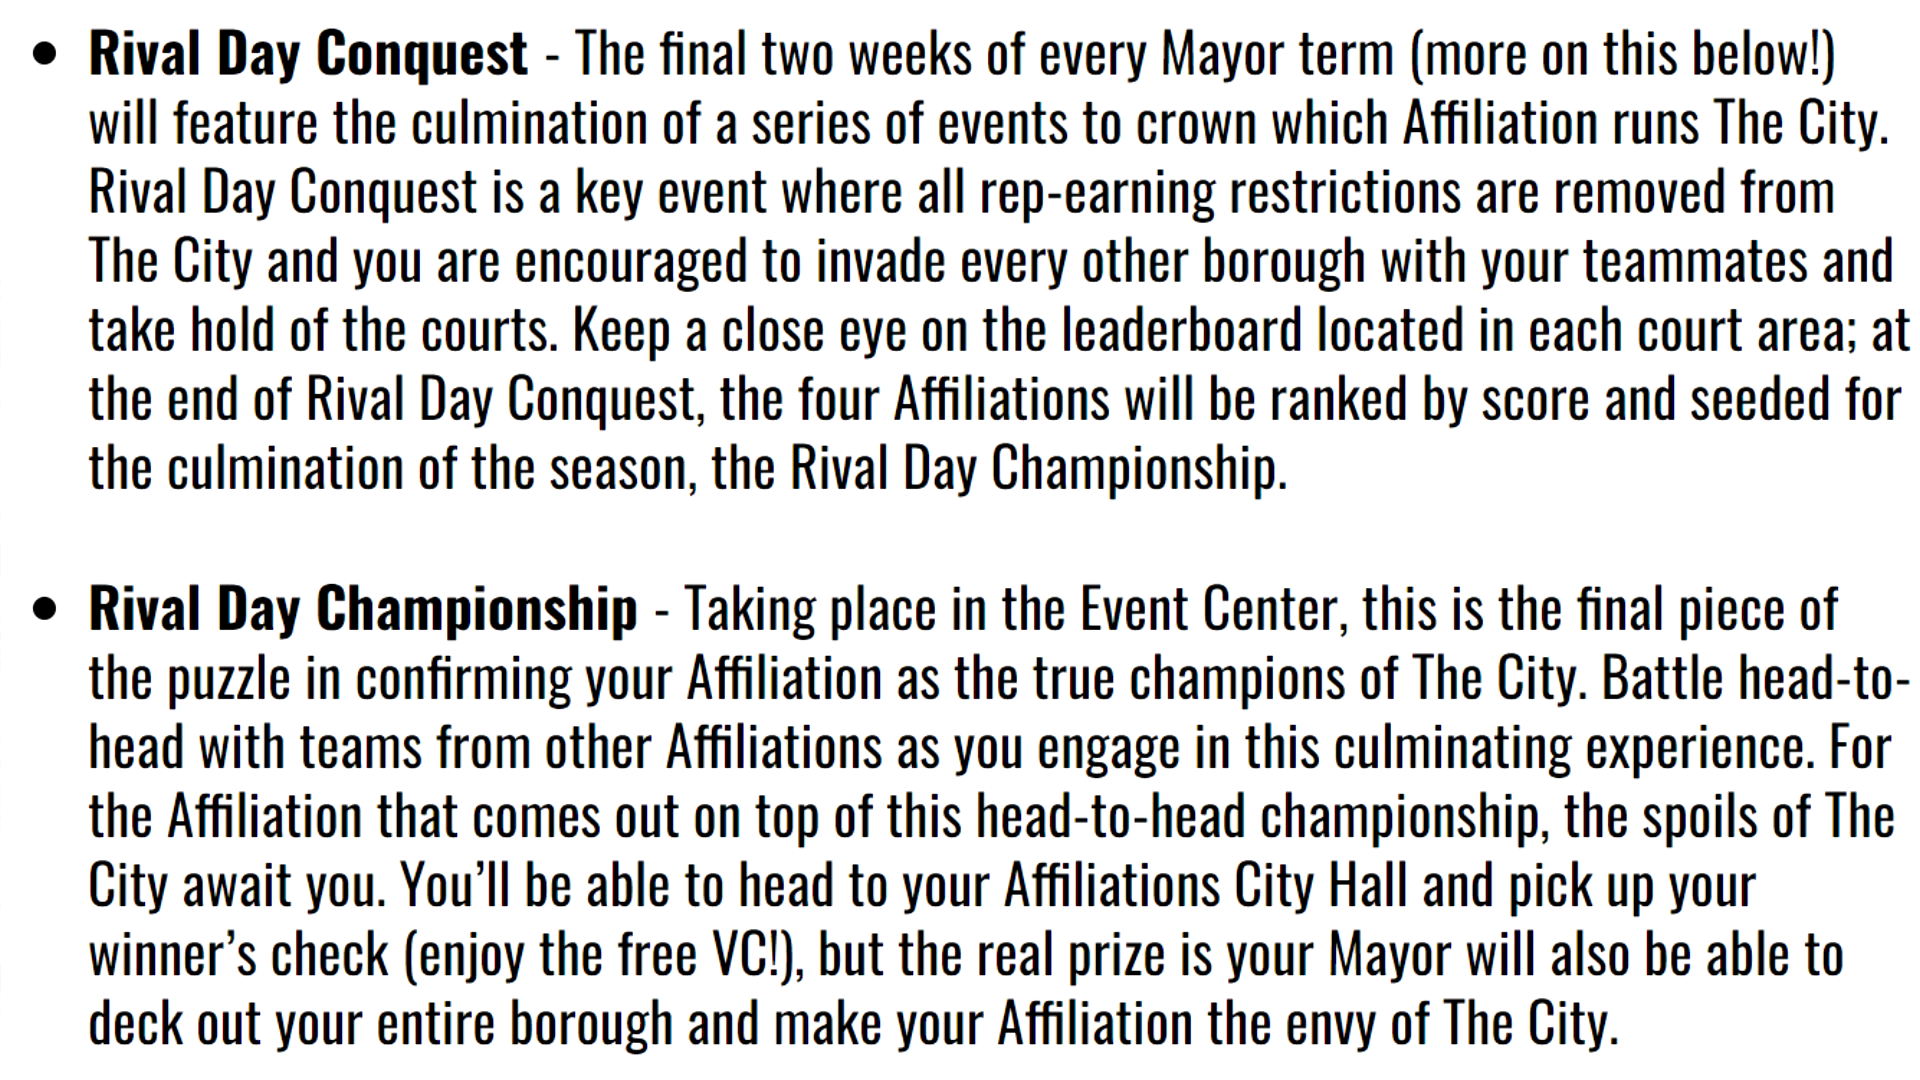 • Rival Day Conquest - The final two weeks of every Mayor term (more on this below!)
will feature the culmination of a series of events to crown which Affiliation runs The City.
Rival Day Conquest is a key event where all rep-earning restrictions are removed from
The City and you are encouraged to invade every other borough with your teammates and
take hold of the courts. Keep a close eye on the leaderboard located in each court area; at
the end of Rival Day Conquest, the four Affiliations will be ranked by score and seeded for
the culmination of the season, the Rival Day Championship.
• Rival Day Championship - Taking place in the Event Center, this is the final piece of
the puzzle in confirming your Affiliation as the true champions of The City. Battle head-to-
head with teams from other Affiliations as you engage in this culminating experience. For
the Affiliation that comes out on top of this head-to-head championship, the spoils of The
City await you. You’ll be able to head to your Affiliations City Hall and pick up your
winner’s check (enjoy the free VC!), but the real prize is your Mayor will also be able to
deck out your entire borough and make your Affiliation the envy of The City.